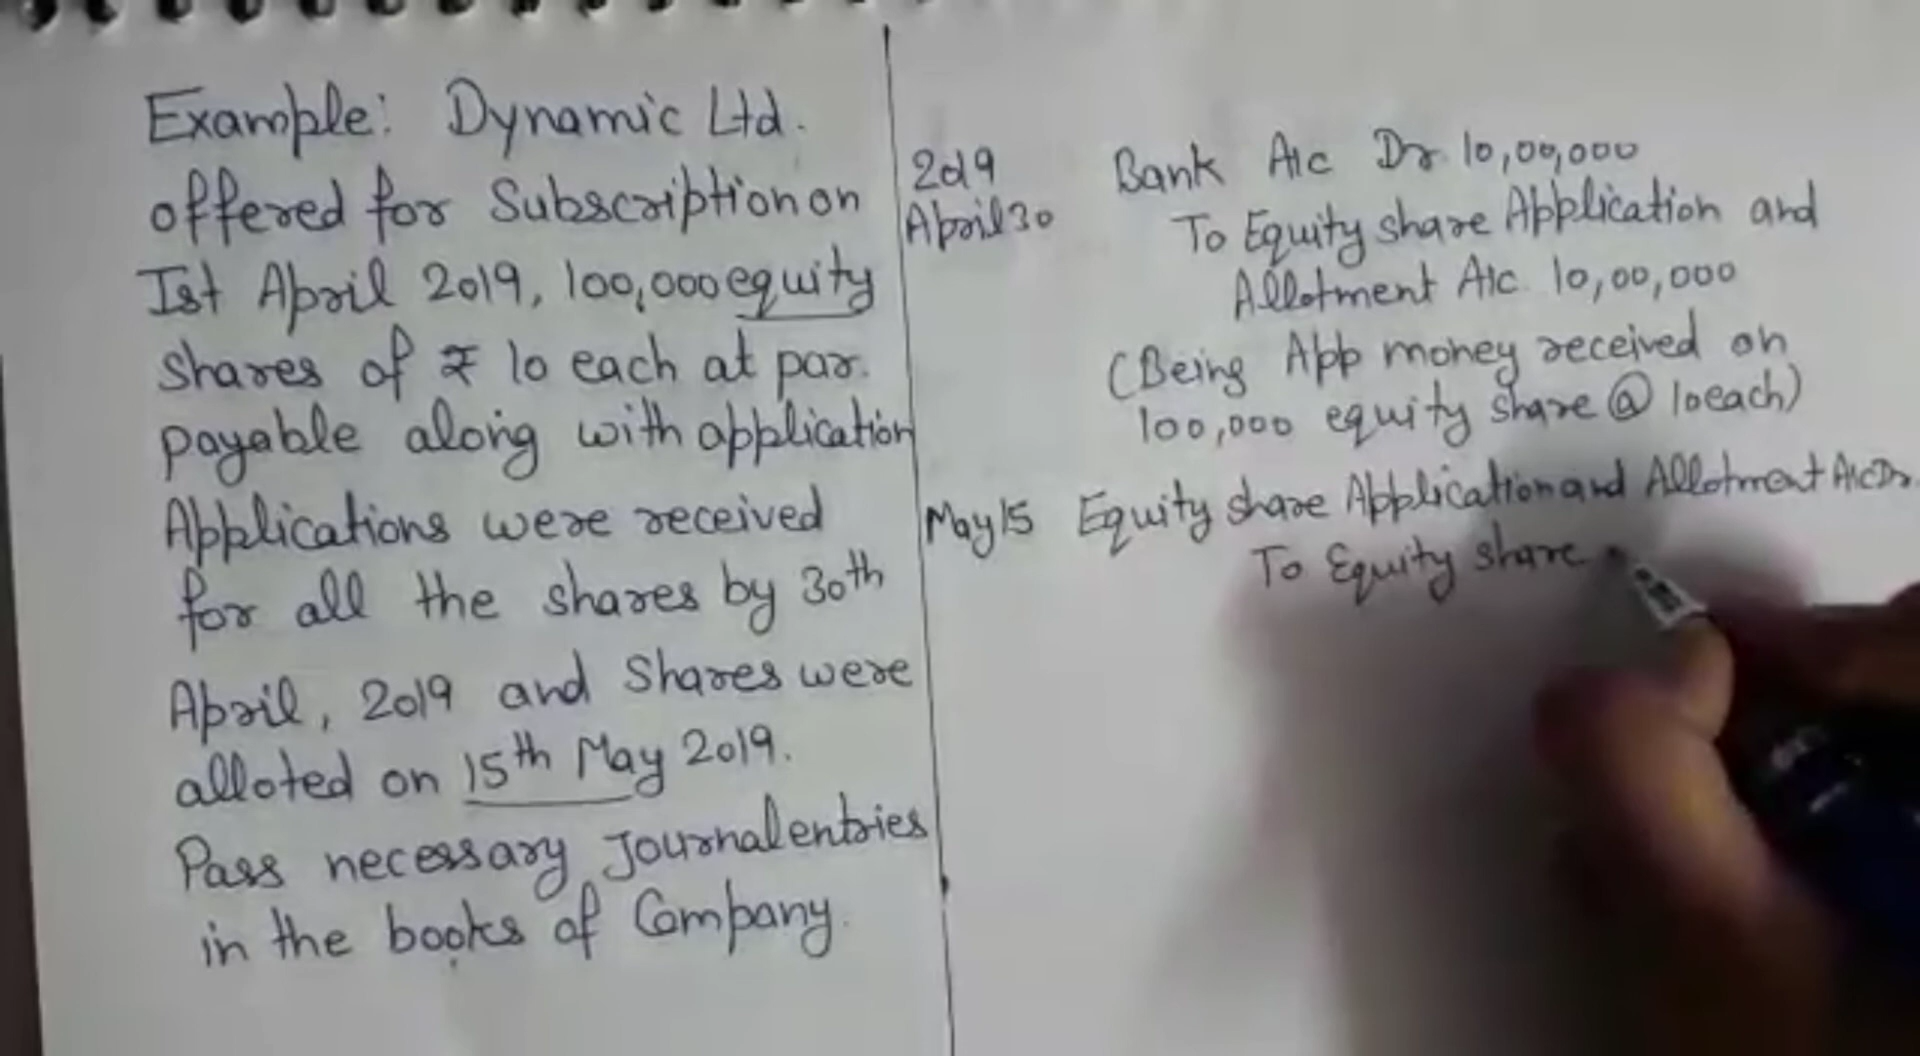 Example: Dynamic Ltd.
offered for Subscription on
Ist April 2019, 100,000 equity
Shares of ₹ 10 each at par.
payable along with application
Applications were received
for all the shares by 30th
April, 2019 and Shares were
alloted on 15th May 2019.
Pass necessary Journal entries
in the books of Company.
2019
April 30
Bank A/c Dr 10,00,000
To Equity share Application and
Allotment A/c. 10,00,000
(Being App money received on
100,000 equity share @ 10 each)
May 15 Equity share Application and Allotment A/c Dr.
To Equity share